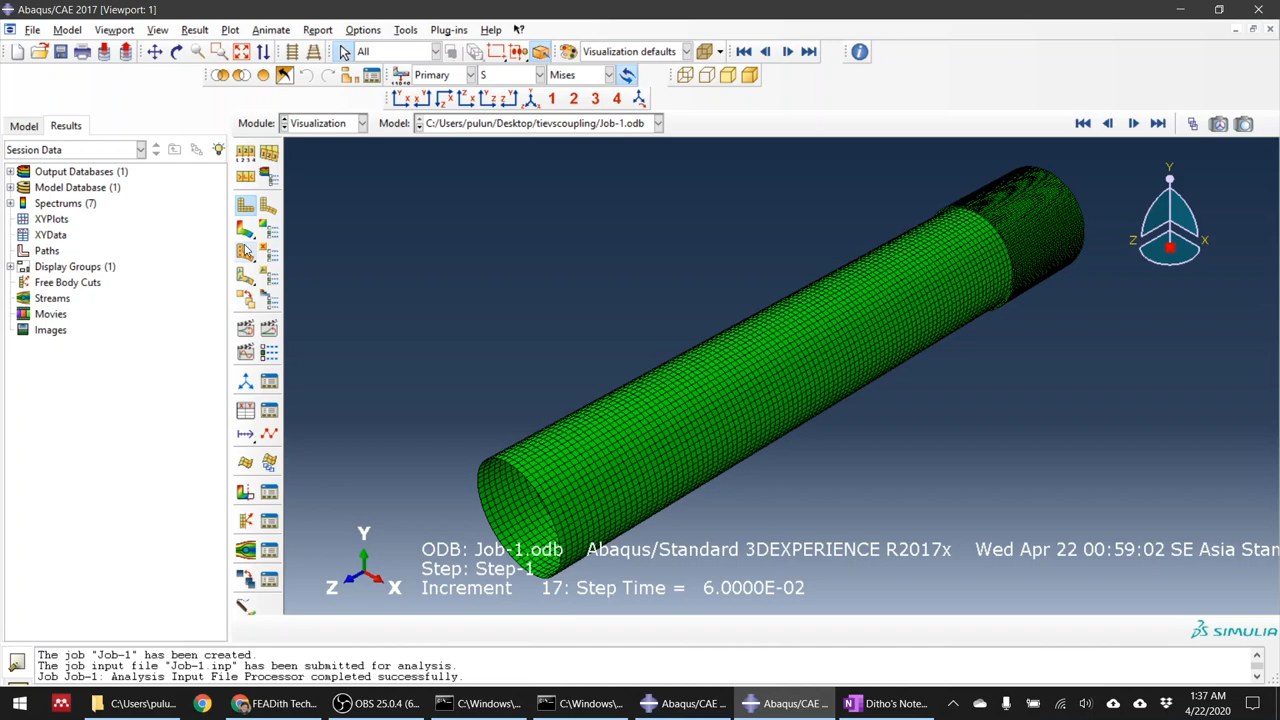 Abaqus/CAE 2017 [Viewport: 1]
File Model Viewport View Result Plot Animate Report Options Tools Plug-ins Help
All Visualization defaults
Primary S Mises
1 2 3 4
Model Results Module: Visualization Model: C:/Users/pulun/Desktop/tievscoupling/Job-1.odb
Session Data
Output Databases (1)
Model Database (1)
Spectrums (7)
XYPlots
XYData
Paths
Display Groups (1)
Free Body Cuts
Streams
Movies
Images
Y
Z X
Y
Z X
ODB: Job-1.odb Abaqus/Standard 3DEXPERIENCE R2017x Wed Apr 22 00:59:02 SE Asia Stan
Step: Step-1
Increment 17: Step Time = 6.0000E-02
SIMULIA
The job "Job-1" has been created.
The job input file "Job-1.inp" has been submitted for analysis.
Job Job-1: Analysis Input File Processor completed successfully.
C:\Users\pulu... FEADith Tech... OBS 25.0.4 (6... C:\Windows\... C:\Windows\... Abaqus/CAE ... Abaqus/CAE ... Ditho's Note...
1:37 AM
4/22/2020